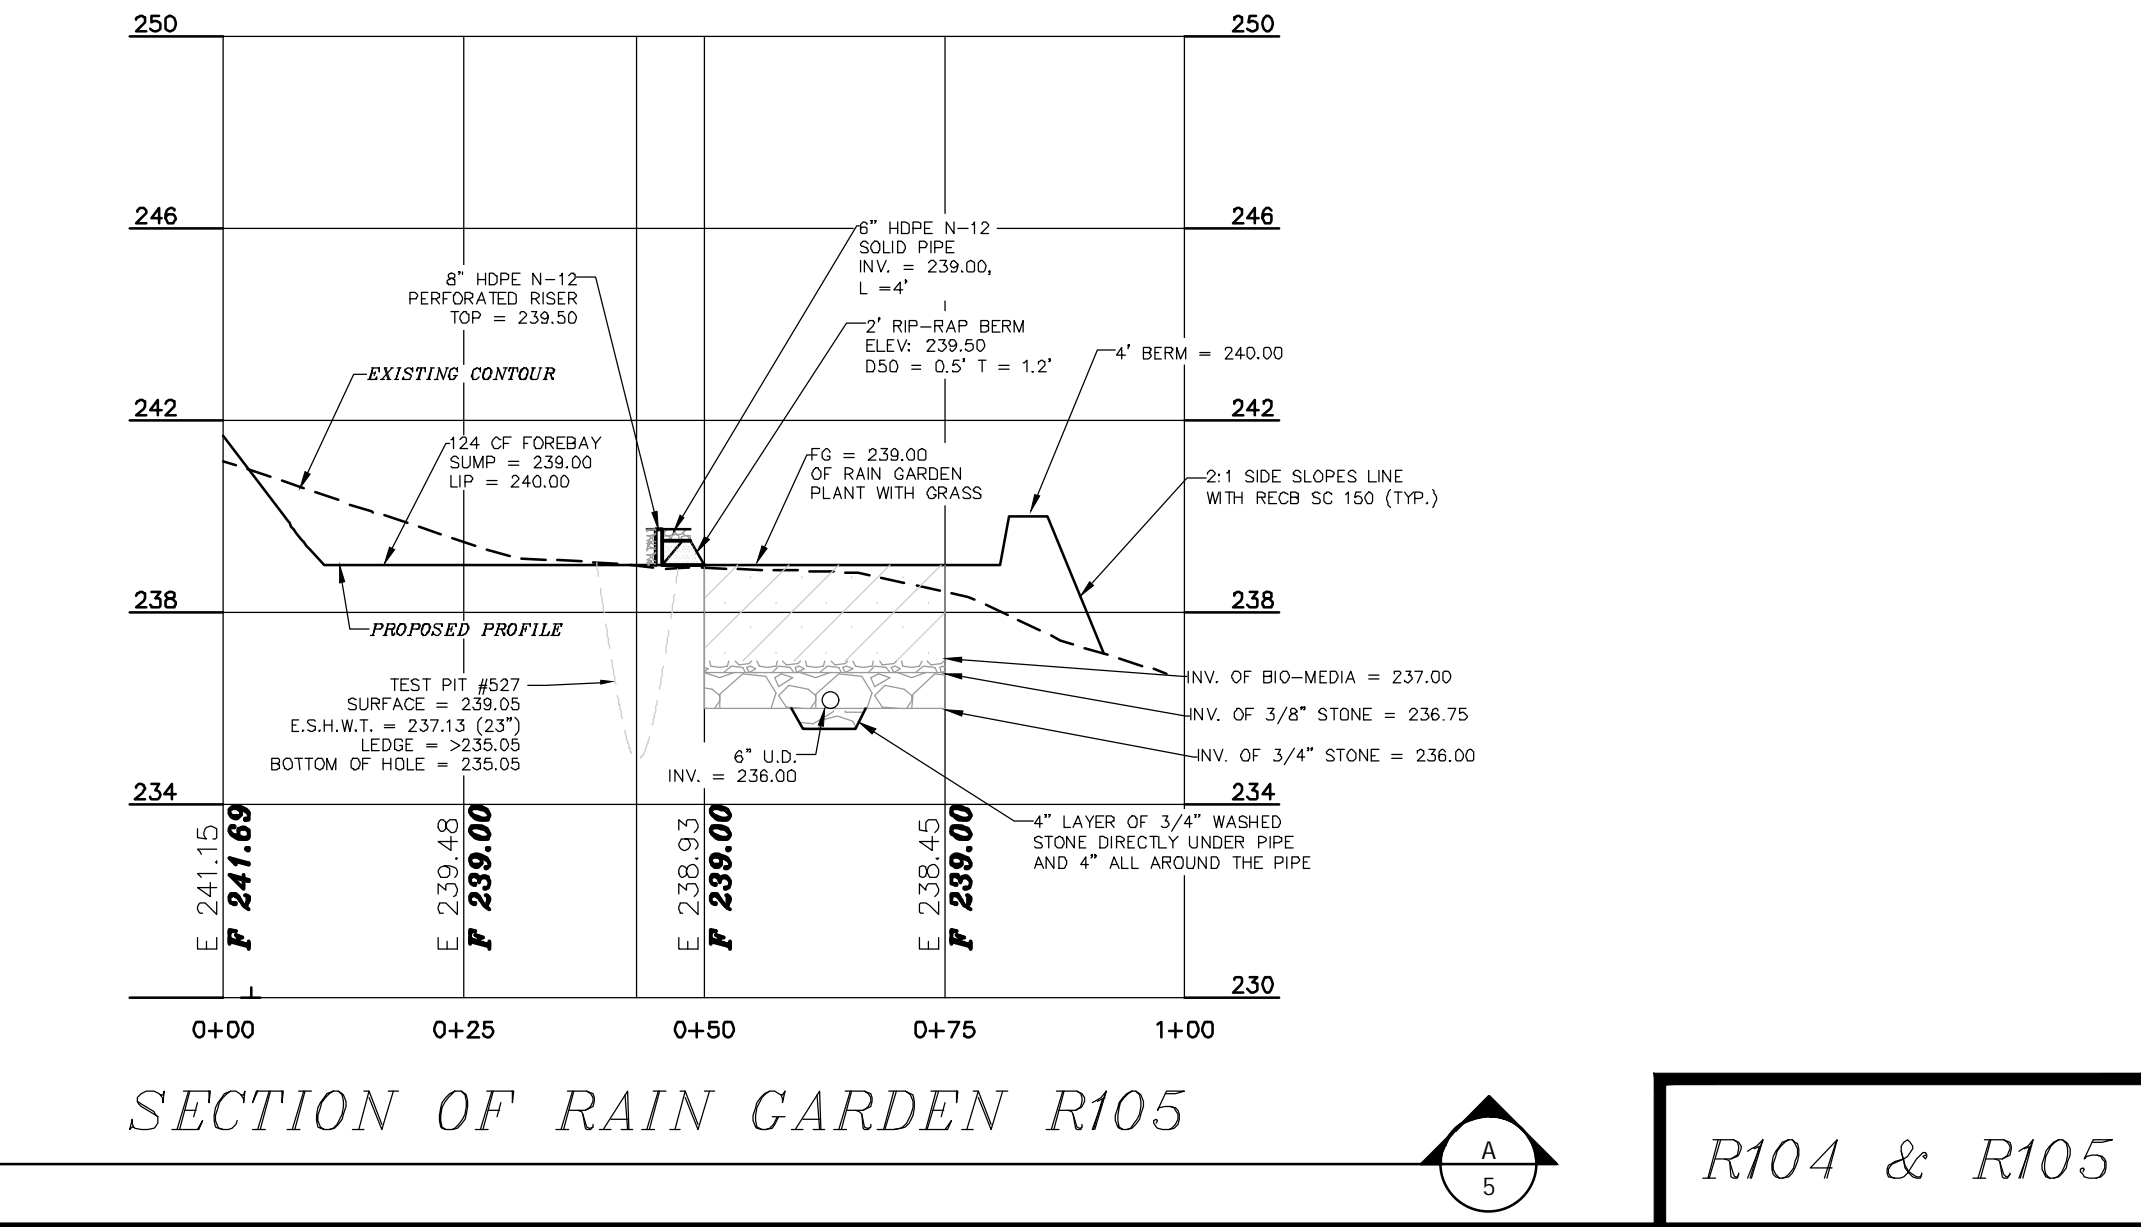 250
250
246
246
6" HDPE N-12
SOLID PIPE
INV. = 239.00,
L =4'
8" HDPE N-12
PERFORATED RISER
TOP = 239.50
2' RIP-RAP BERM
ELEV: 239.50
D50 = 0.5' T = 1.2'
4' BERM = 240.00
EXISTING CONTOUR
242
242
124 CF FOREBAY
SUMP = 239.00
LIP = 240.00
FG = 239.00
OF RAIN GARDEN
PLANT WITH GRASS
2:1 SIDE SLOPES LINE
WITH RECB SC 150 (TYP.)
238
238
PROPOSED PROFILE
TEST PIT #527
SURFACE = 239.05
E.S.H.W.T. = 237.13 (23")
LEDGE = >235.05
BOTTOM OF HOLE = 235.05
INV. OF BIO-MEDIA = 237.00
INV. OF 3/8" STONE = 236.75
INV. OF 3/4" STONE = 236.00
6" U.D.
INV. = 236.00
234
234
4" LAYER OF 3/4" WASHED
STONE DIRECTLY UNDER PIPE
AND 4" ALL AROUND THE PIPE
E 241.15
F 241.69
E 239.48
F 239.00
E 238.93
F 239.00
E 238.45
F 239.00
230
0+00
0+25
0+50
0+75
1+00
SECTION OF RAIN GARDEN R105
A
5
R104 & R105